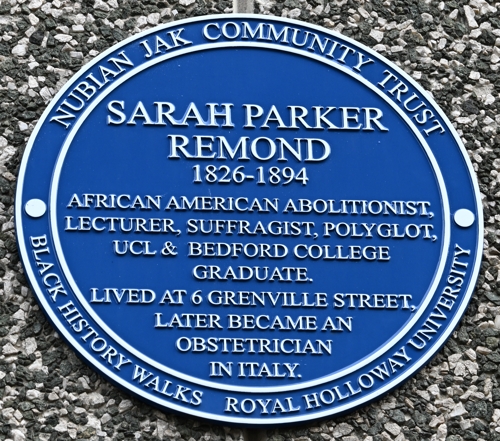 NUBIAN JAK COMMUNITY TRUST
SARAH PARKER
REMOND
1826-1894
AFRICAN AMERICAN ABOLITIONIST,
LECTURER, SUFFRAGIST, POLYGLOT,
UCL & BEDFORD COLLEGE
GRADUATE.
LIVED AT 6 GRENVILLE STREET,
LATER BECAME AN
OBSTETRICIAN
IN ITALY.
BLACK HISTORY WALKS ROYAL HOLLOWAY UNIVERSITY